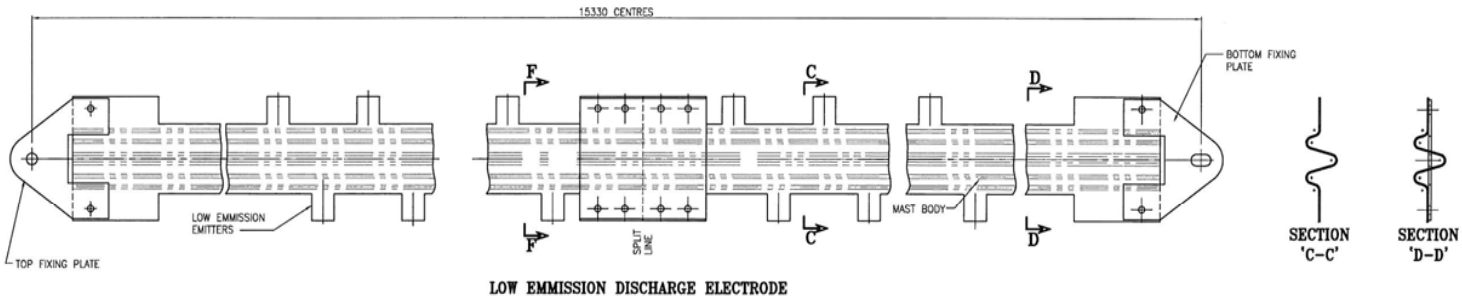 15330 CENTRES
BOTTOM FIXING
PLATE
F
C
D
LOW EMMISSION
EMITTERS
MAST BODY
F
SPLIT
LINE
C
D
TOP FIXING PLATE
SECTION
'C-C'
SECTION
'D-D'
LOW EMMISSION DISCHARGE ELECTRODE